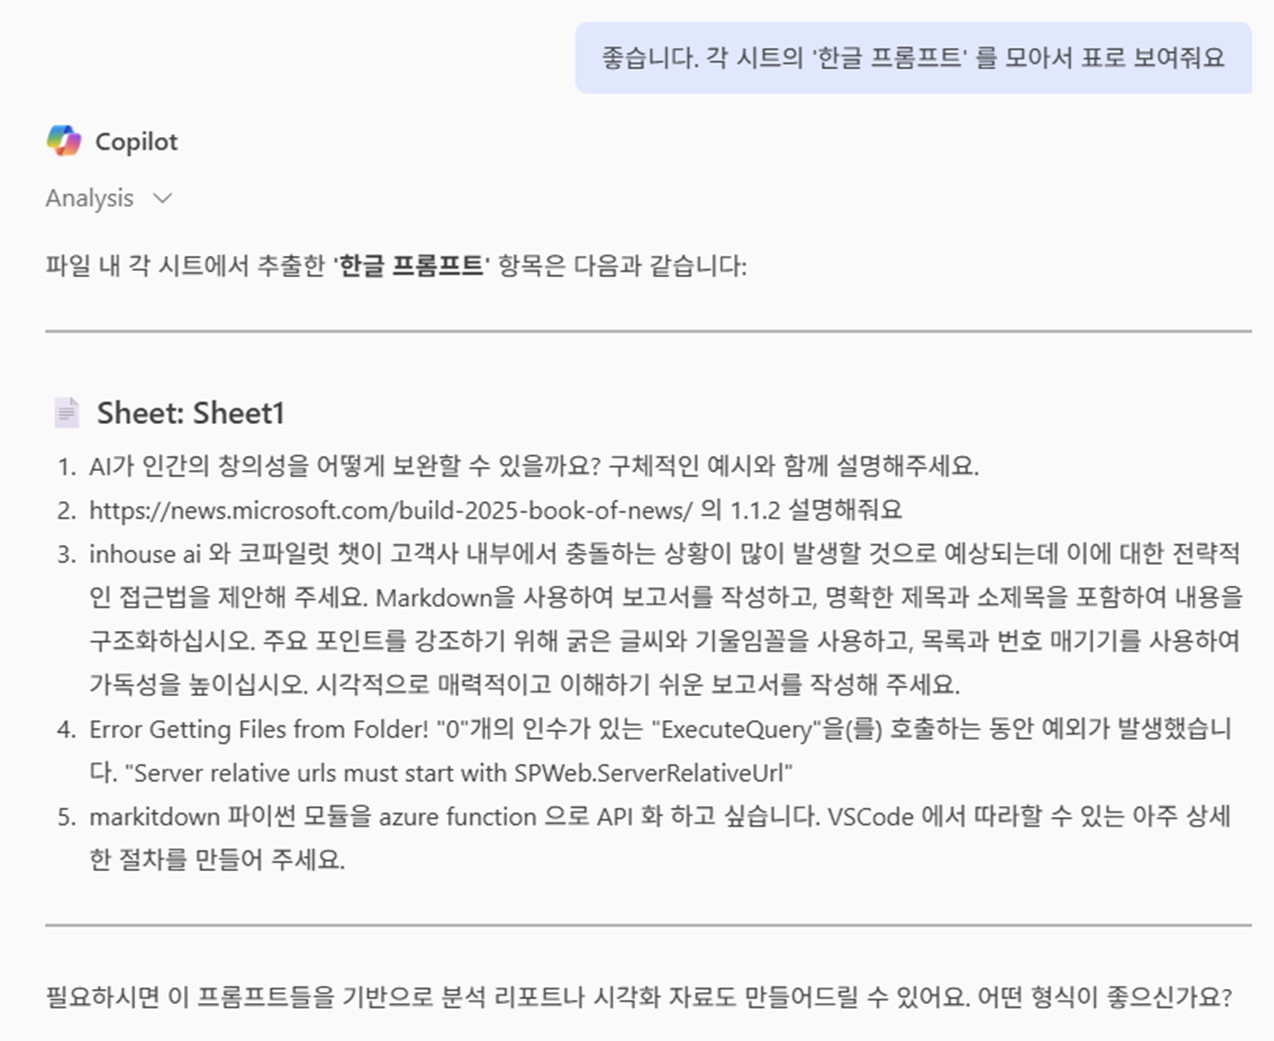 좋습니다. 각 시트의 '한글 프롬프트' 를 모아서 표로 보여줘요
Copilot
Analysis
파일 내 각 시트에서 추출한 '한글 프롬프트' 항목은 다음과 같습니다:
Sheet: Sheet1
1. AI가 인간의 창의성을 어떻게 보완할 수 있을까요? 구체적인 예시와 함께 설명해주세요.
2. https://news.microsoft.com/build-2025-book-of-news/ 의 1.1.2 설명해줘요
3. inhouse ai 와 코파일럿 챗이 고객사 내부에서 충돌하는 상황이 많이 발생할 것으로 예상되는데 이에 대한 전략적
인 접근법을 제안해 주세요. Markdown을 사용하여 보고서를 작성하고, 명확한 제목과 소제목을 포함하여 내용을
구조화하십시오. 주요 포인트를 강조하기 위해 굵은 글씨와 기울임꼴을 사용하고, 목록과 번호 매기기를 사용하여
가독성을 높이십시오. 시각적으로 매력적이고 이해하기 쉬운 보고서를 작성해 주세요.
4. Error Getting Files from Folder! "0"개의 인수가 있는 "ExecuteQuery"을(를) 호출하는 동안 예외가 발생했습니
다. "Server relative urls must start with SPWeb.ServerRelativeUrl"
5. markitdown 파이썬 모듈을 azure function 으로 API 화 하고 싶습니다. VSCode 에서 따라할 수 있는 아주 상세
한 절차를 만들어 주세요.
필요하시면 이 프롬프트들을 기반으로 분석 리포트나 시각화 자료도 만들어드릴 수 있어요. 어떤 형식이 좋으신가요?